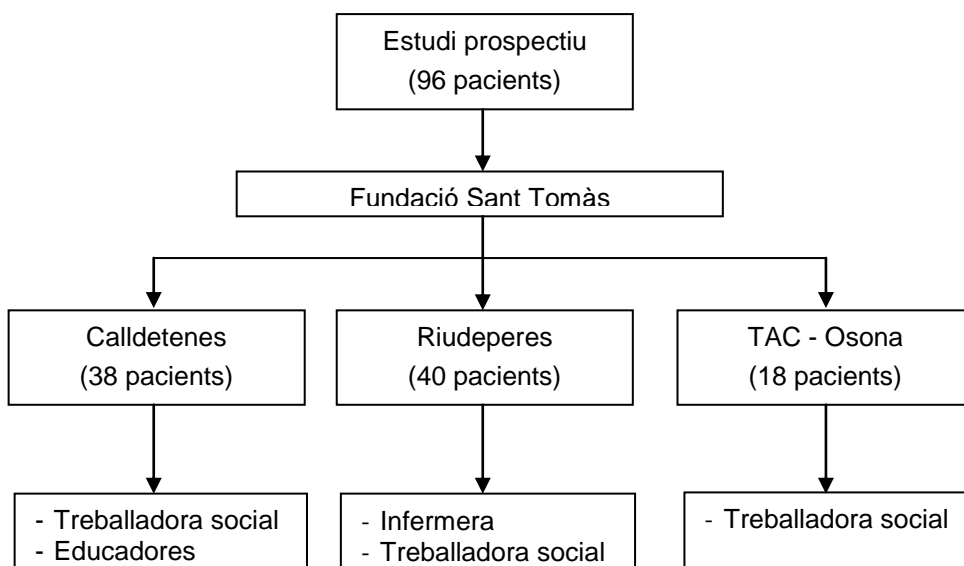 Estudi prospectiu
(96 pacients)
Fundació Sant Tomàs
Calldetenes
(38 pacients)
Riudeperes
(40 pacients)
TAC - Osona
(18 pacients)
- Treballadora social
- Educadores
- Infermera
- Treballadora social
- Treballadora social